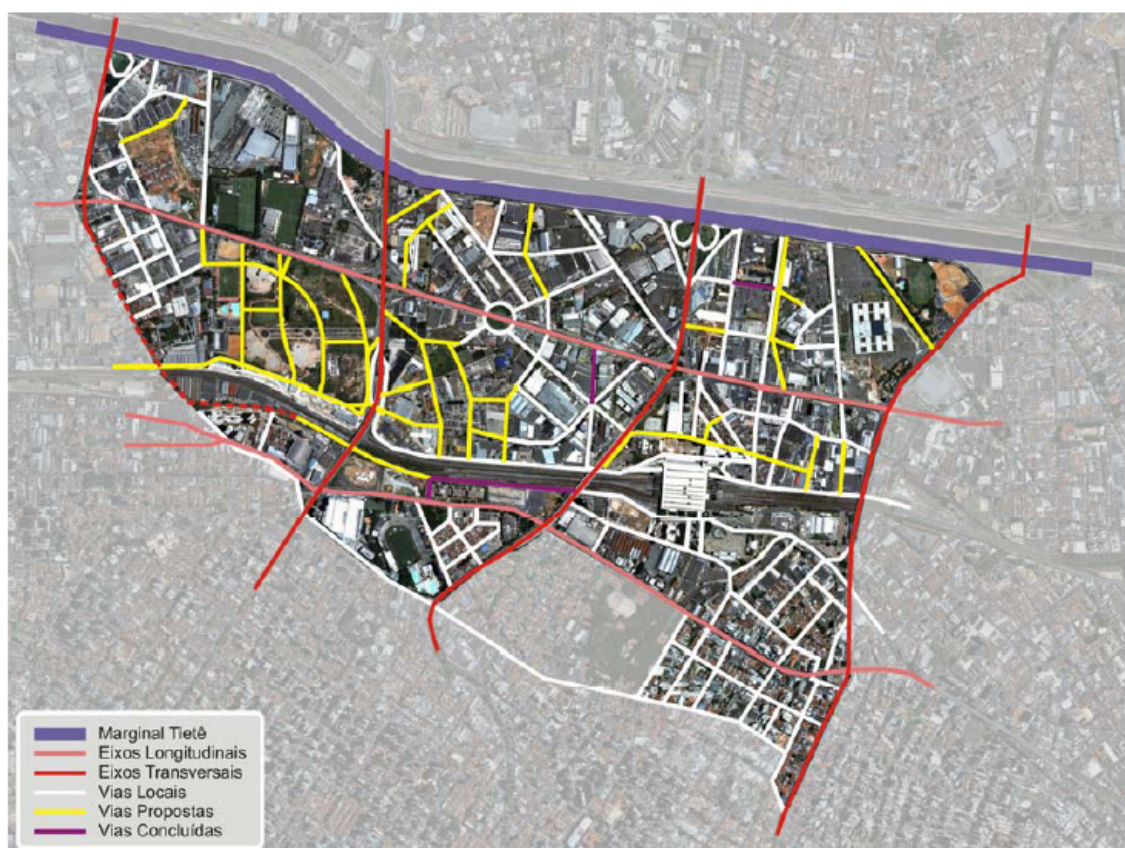 Marginal Tietê
Eixos Longitudinais
Eixos Transversais
Vias Locais
Vias Propostas
Vias Concluídas